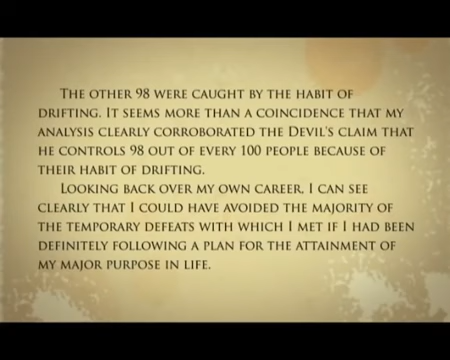 The other 98 were caught by the habit of
drifting. It seems more than a coincidence that my
analysis clearly corroborated the Devil's claim that
he controls 98 out of every 100 people because of
their habit of drifting.
Looking back over my own career, I can see
clearly that I could have avoided the majority of
the temporary defeats with which I met if I had been
definitely following a plan for the attainment of
my major purpose in life.